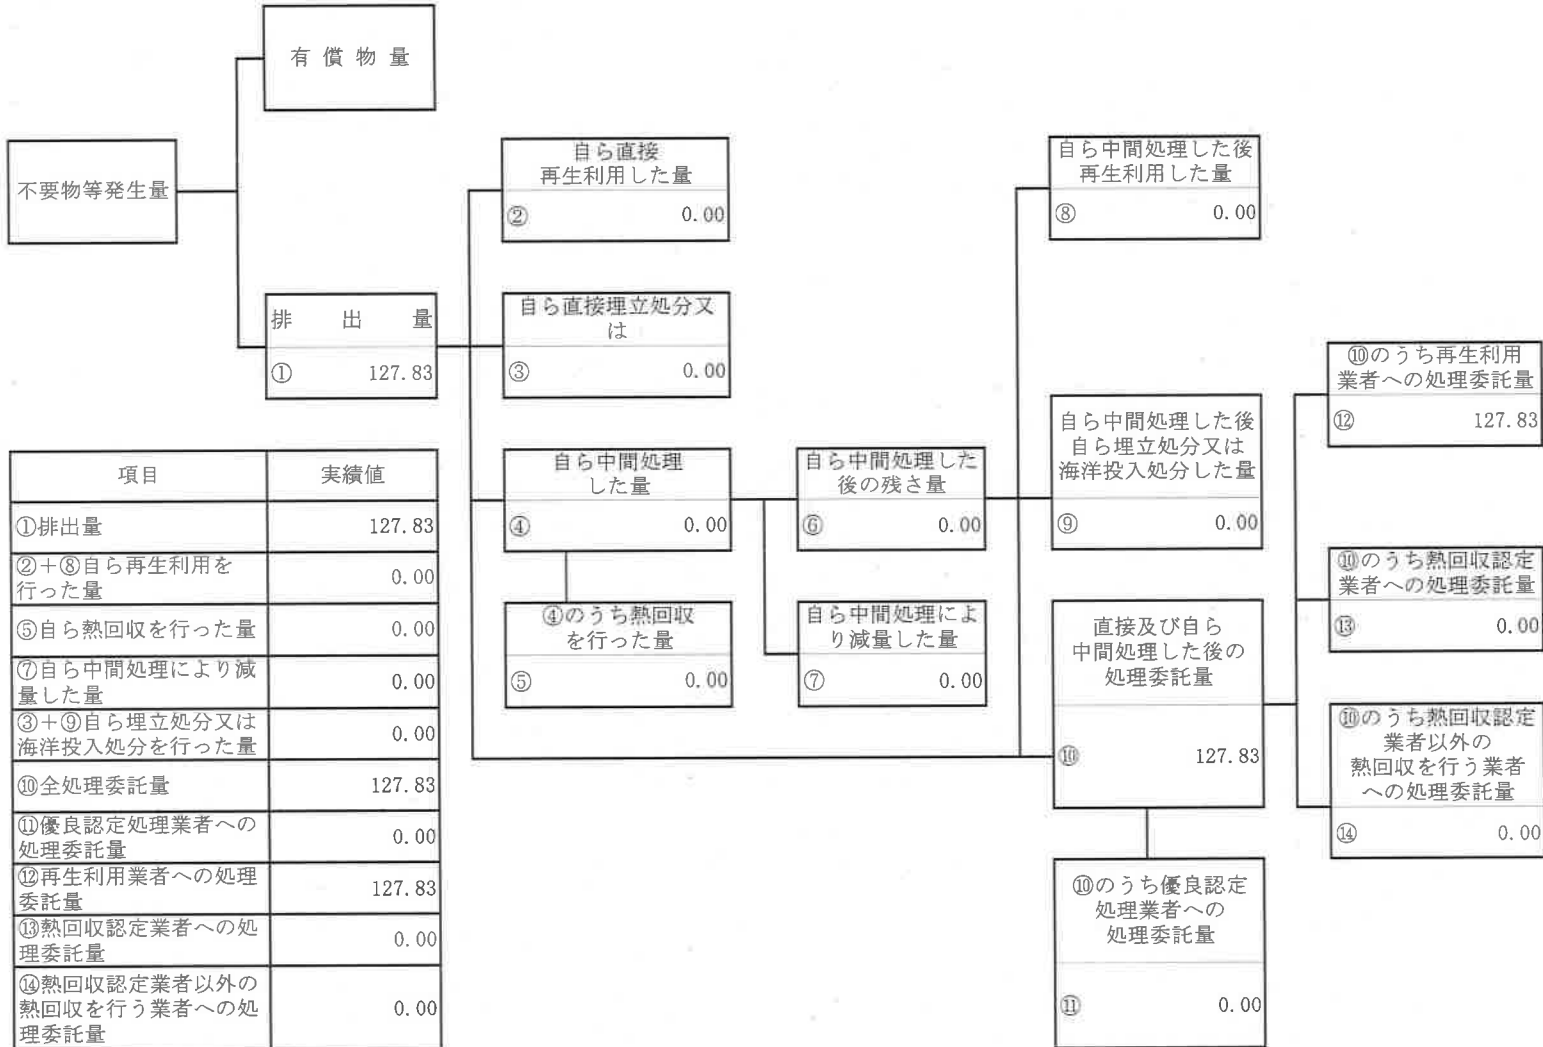 有償物量
不要物等発生量
排出量
① 127.83
自ら直接
再生利用した量
② 0.00
自ら直接埋立処分又
は
③ 0.00
自ら中間処理
した量
④ 0.00
④のうち熱回収
を行った量
⑤ 0.00
自ら中間処理した
後の残さ量
⑥ 0.00
自ら中間処理によ
り減量した量
⑦ 0.00
自ら中間処理した後
再生利用した量
⑧ 0.00
自ら中間処理した後
自ら埋立処分又は
海洋投入処分した量
⑨ 0.00
直接及び自ら
中間処理した後の
処理委託量
⑩ 127.83
⑩のうち優良認定
処理業者への
処理委託量
⑪ 0.00
⑩のうち再生利用
業者への処理委託量
⑫ 127.83
⑩のうち熱回収認定
業者への処理委託量
⑬ 0.00
⑩のうち熱回収認定
業者以外の
熱回収を行う業者
への処理委託量
⑭ 0.00
項目 実績値
①排出量 127.83
②+⑧自ら再生利用を
行った量 0.00
⑤自ら熱回収を行った量 0.00
⑦自ら中間処理により減
量した量 0.00
③+⑨自ら埋立処分又は
海洋投入処分を行った量 0.00
⑩全処理委託量 127.83
⑪優良認定処理業者への
処理委託量 0.00
⑫再生利用業者への処理
委託量 127.83
⑬熱回収認定業者への処
理委託量 0.00
⑭熱回収認定業者以外の
熱回収を行う業者への処
理委託量 0.00